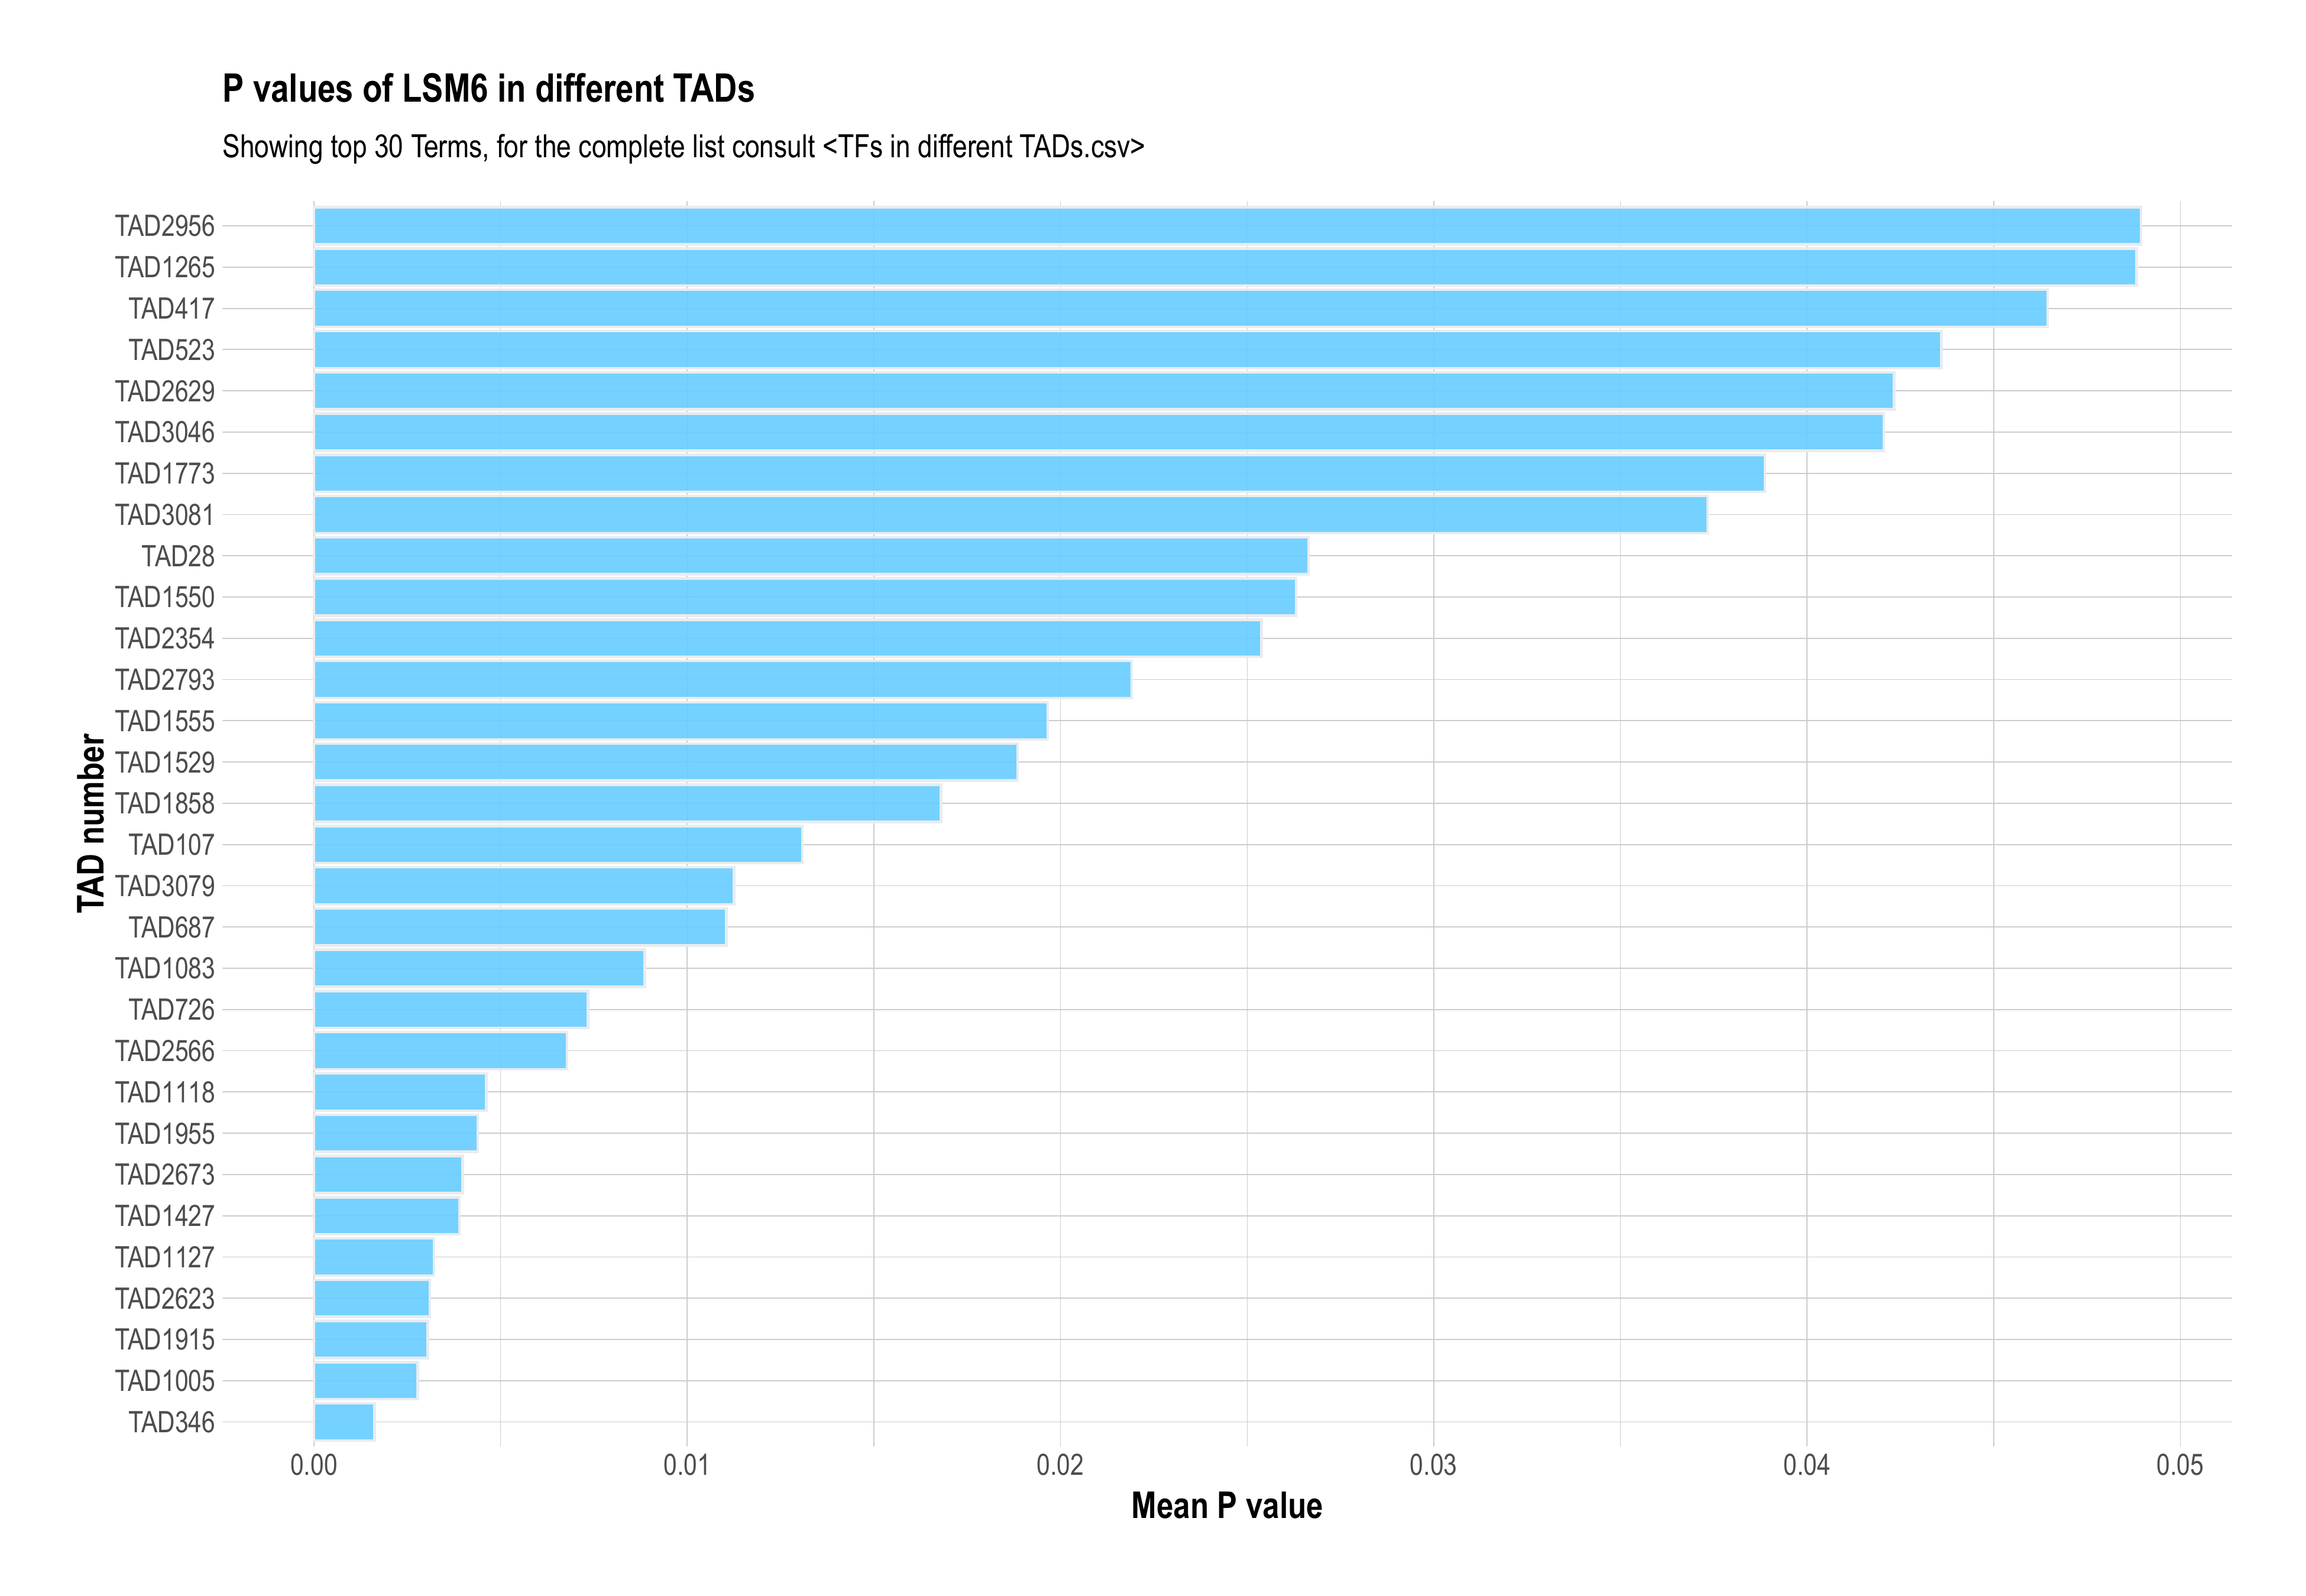 P values of LSM6 in different TADs
Showing top 30 Terms, for the complete list consult <TFs in different TADs.csv>
TAD number
TAD2956
TAD1265
TAD417
TAD523
TAD2629
TAD3046
TAD1773
TAD3081
TAD28
TAD1550
TAD2354
TAD2793
TAD1555
TAD1529
TAD1858
TAD107
TAD3079
TAD687
TAD1083
TAD726
TAD2566
TAD1118
TAD1955
TAD2673
TAD1427
TAD1127
TAD2623
TAD1915
TAD1005
TAD346
0.00 0.01 0.02 0.03 0.04 0.05
Mean P value